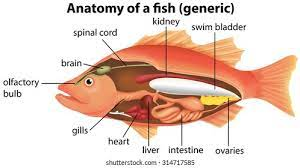 Anatomy of a fish (generic)
kidney
spinal cord
swim bladder
brain
olfactory
bulb
gills
heart
liver
intestine
ovaries
shutterstock.com • 314717585